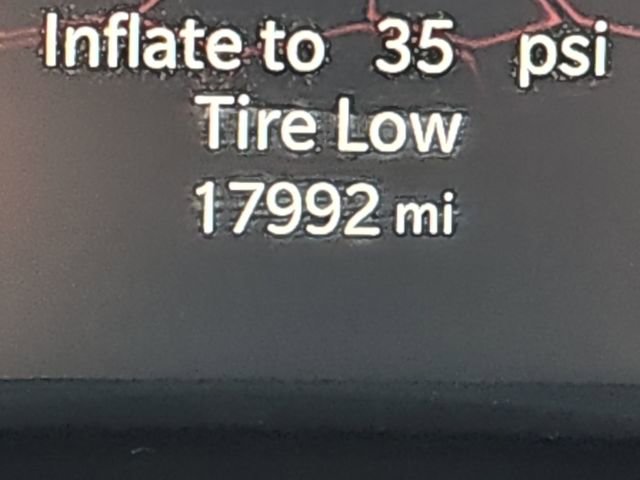 Inflate to 35 psi
Tire Low
17992 mi